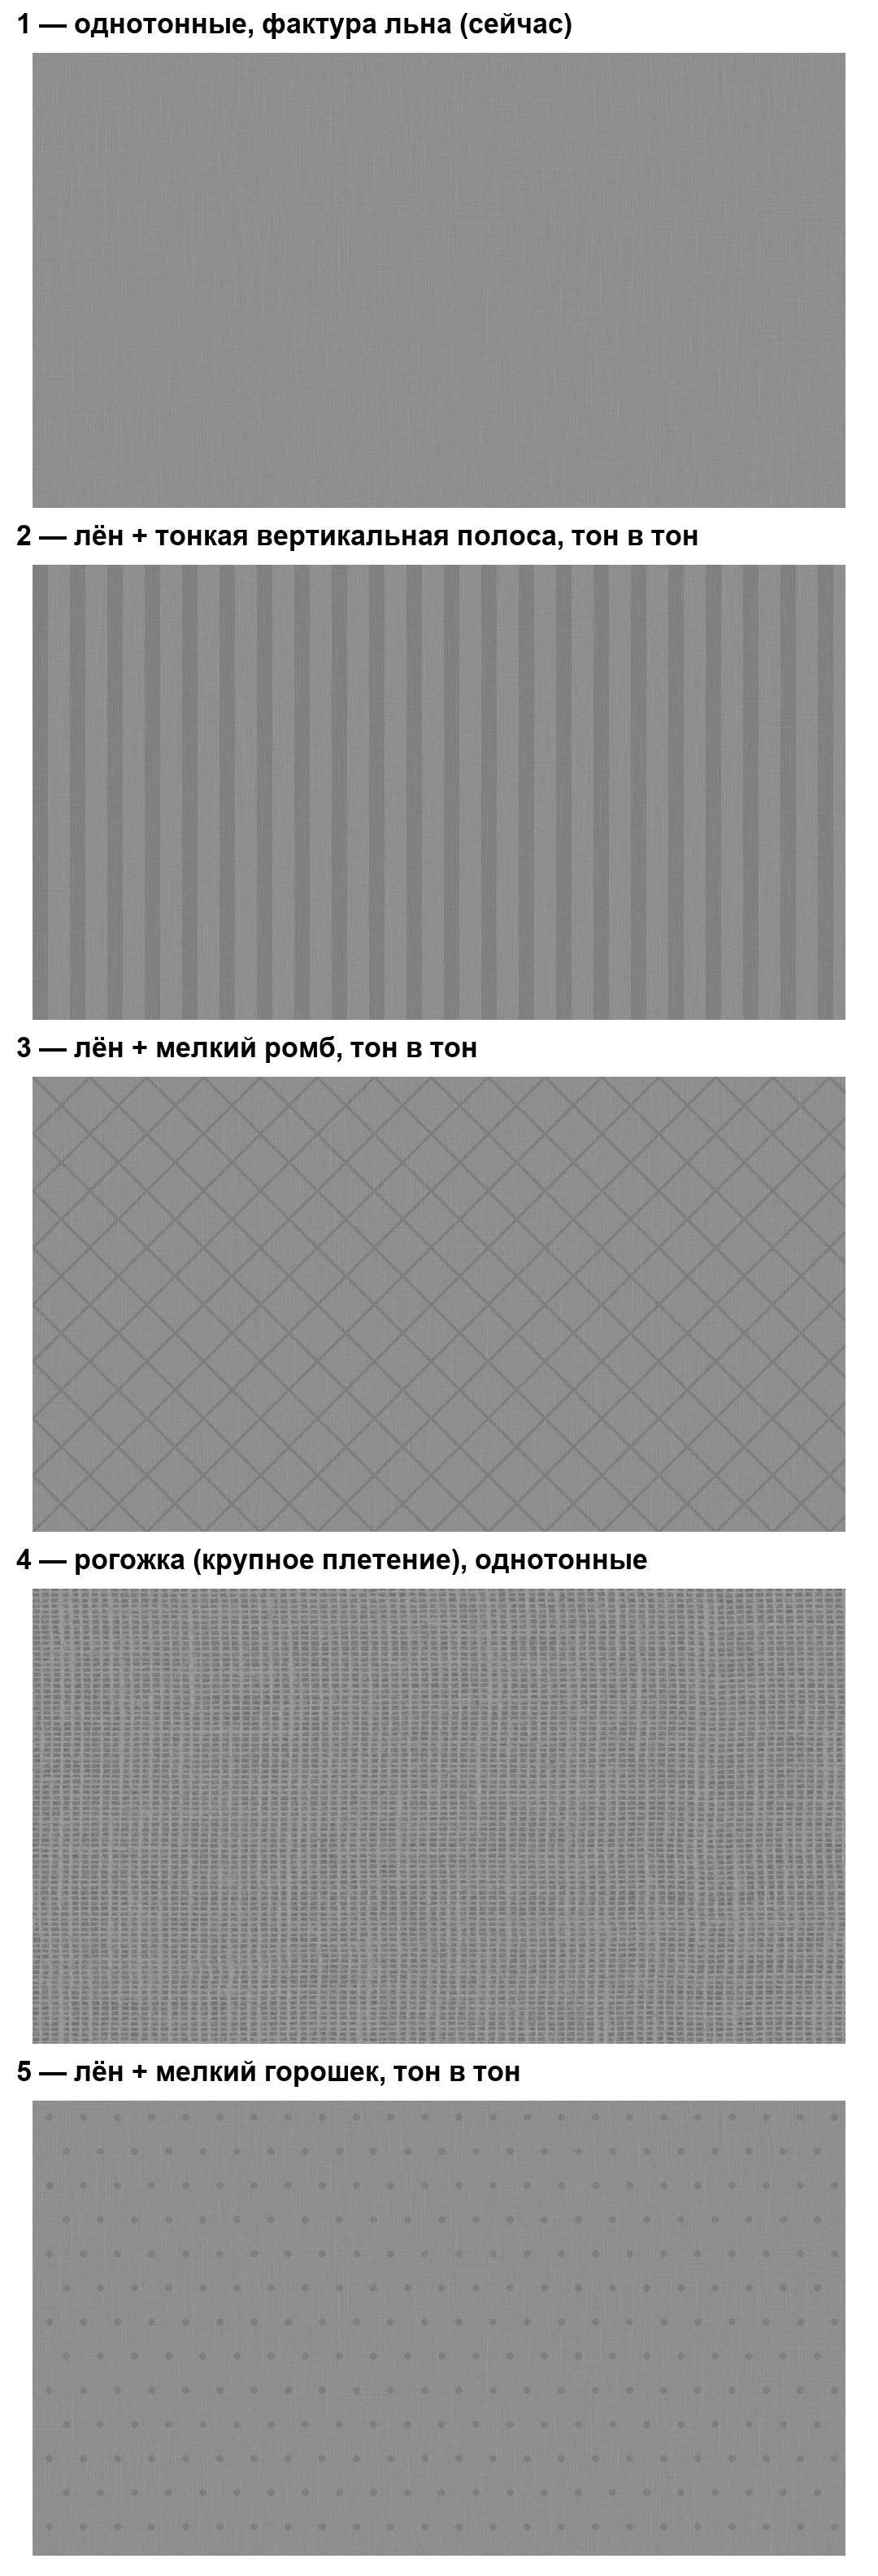 1 — однотонные, фактура льна (сейчас)
2 — лён + тонкая вертикальная полоса, тон в тон
3 — лён + мелкий ромб, тон в тон
4 — рогожка (крупное плетение), однотонные
5 — лён + мелкий горошек, тон в тон